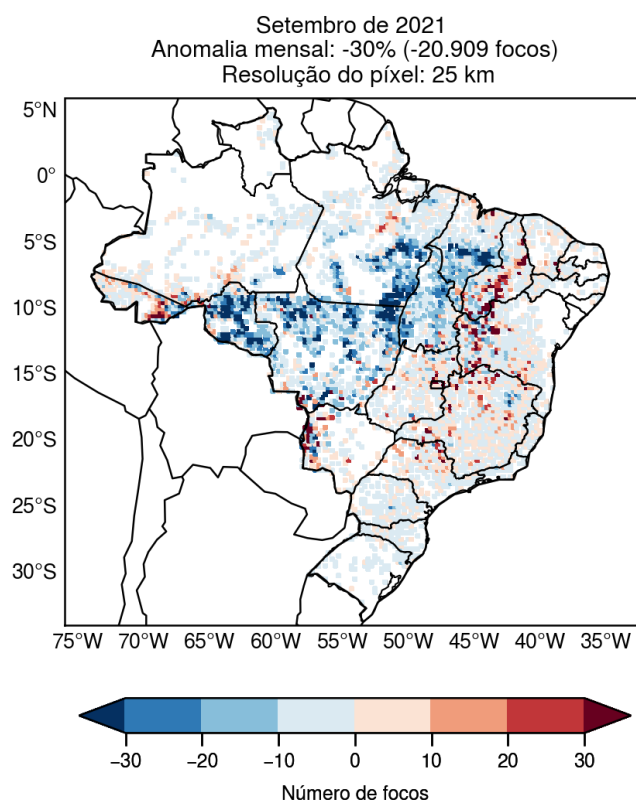 Setembro de 2021
Anomalia mensal: -30% (-20.909 focos)
Resolução do píxel: 25 km
5°N
0°
5°S
10°S
15°S
20°S
25°S
30°S
75°W 70°W 65°W 60°W 55°W 50°W 45°W 40°W 35°W
−30 −20 −10 0 10 20 30
Número de focos